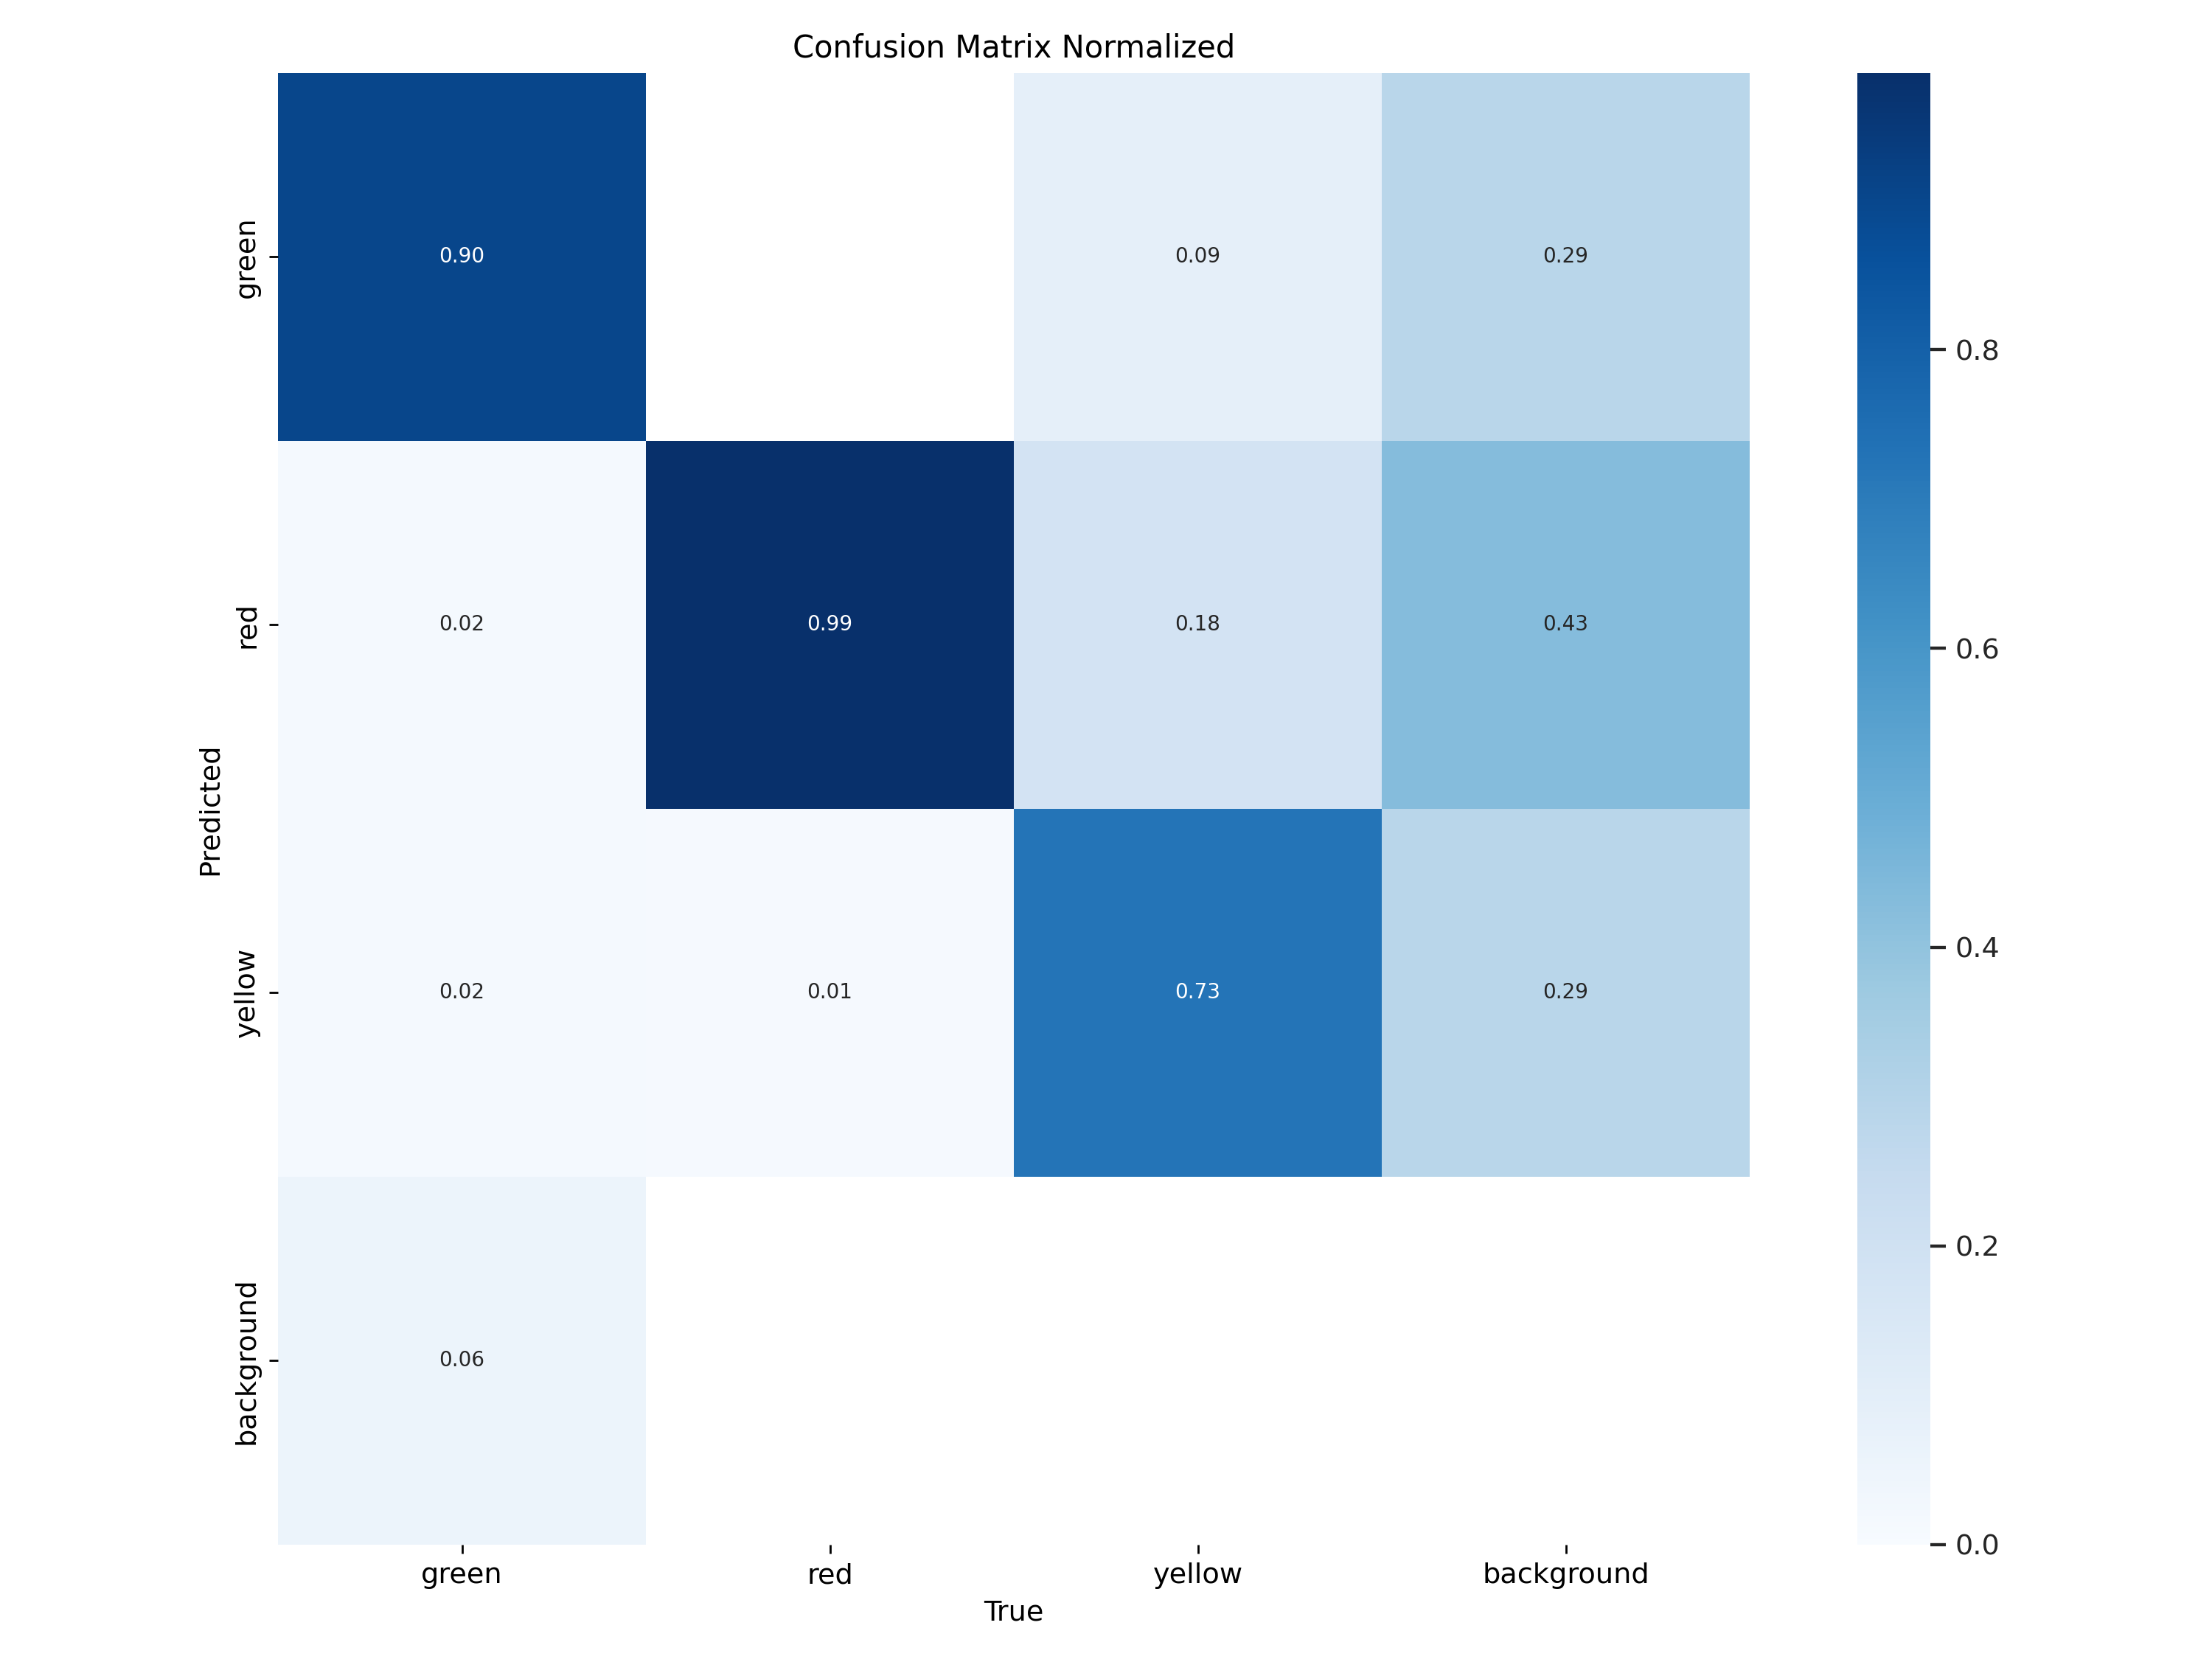 Confusion Matrix Normalized
green
0.90
0.09
0.29
0.8
red
0.02
0.99
0.18
0.43
0.6
Predicted
yellow
0.02
0.01
0.73
0.29
0.4
background
0.06
0.2
0.0
green
red
yellow
background
True